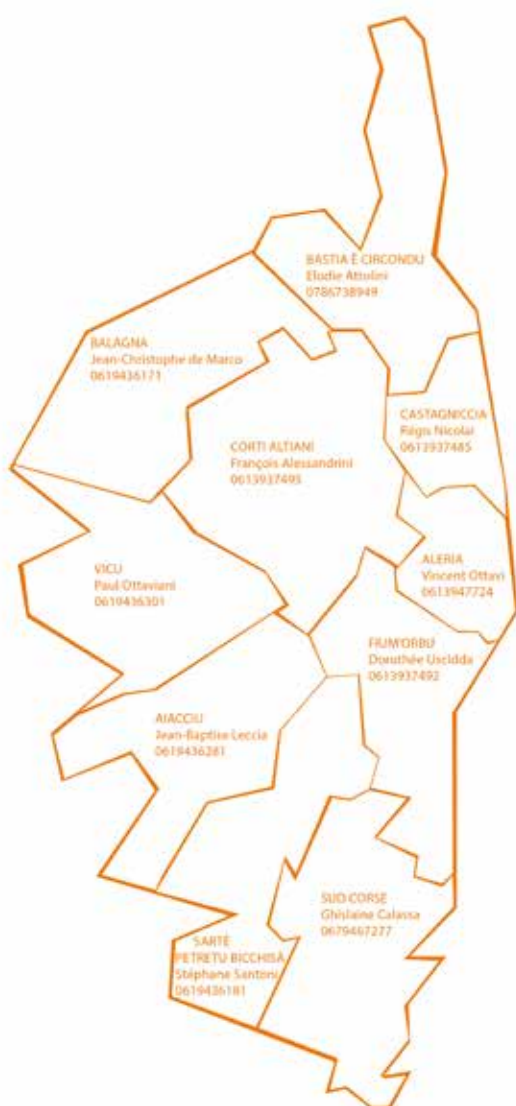 BASTIA È CIRCONDU
Elodie Attolini
0786738949
BALAGNA
Jean-Christophe de Marco
0619436171
CASTAGNICCIA
Régis Nicolai
0613937485
CORTI ALTIANI
François Alessandrini
0613937495
ALERIA
Vincent Ottavi
0613947724
VICU
Paul Ottaviani
0619436301
FIUM'ORBU
Dorothée Uscidda
0613937492
AIACCIU
Jean-Baptise Leccia
0619436281
SUD CORSE
Ghislaine Calassa
0679467277
SARTÈ
PETRETU BICCHISÀ
Stéphane Santoni
0619436181